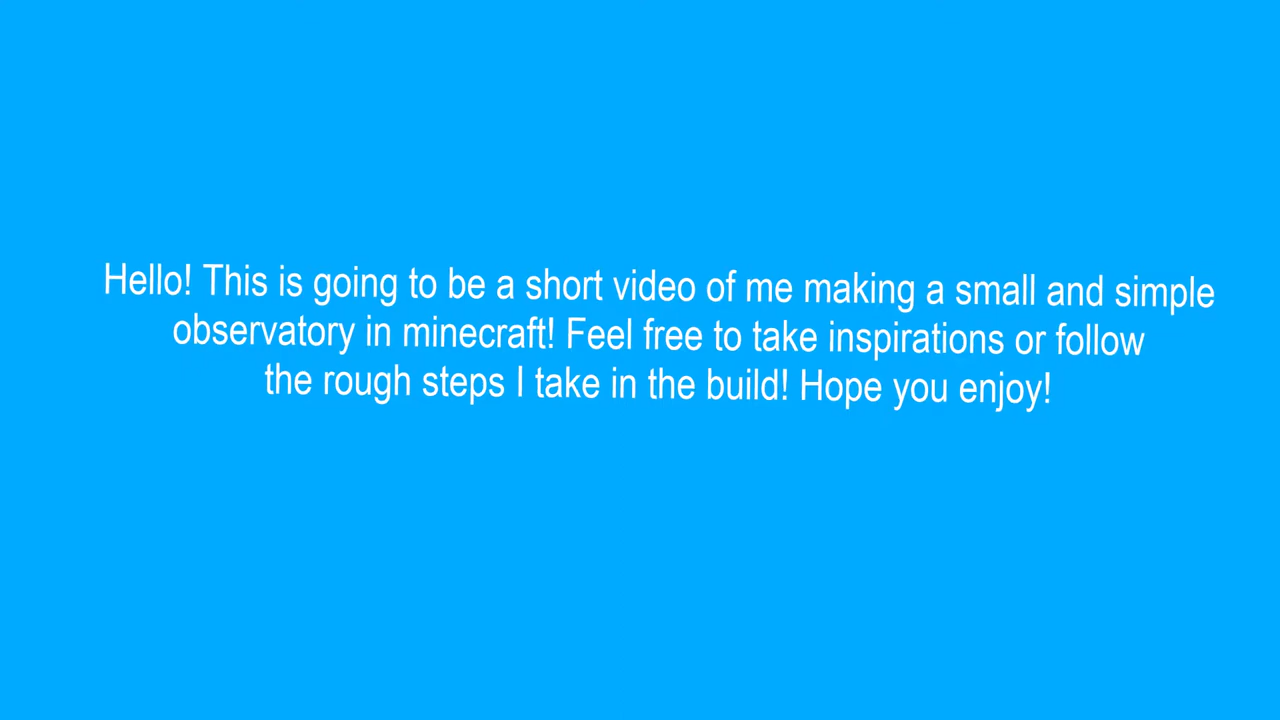 Hello! This is going to be a short video of me making a small and simple
observatory in minecraft! Feel free to take inspirations or follow
the rough steps I take in the build! Hope you enjoy!